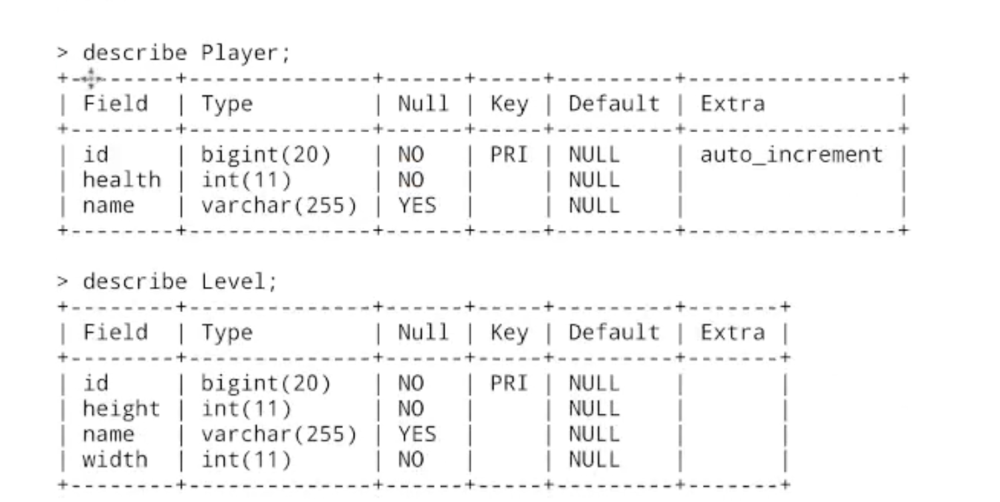 > describe Player;
+--------+--------------+------+-----+---------+----------------+
| Field  | Type         | Null | Key | Default | Extra          |
+--------+--------------+------+-----+---------+----------------+
| id     | bigint(20)   | NO   | PRI | NULL    | auto_increment |
| health | int(11)      | NO   |     | NULL    |                |
| name   | varchar(255) | YES  |     | NULL    |                |
+--------+--------------+------+-----+---------+----------------+
> describe Level;
+--------+--------------+------+-----+---------+-------+
| Field  | Type         | Null | Key | Default | Extra |
+--------+--------------+------+-----+---------+-------+
| id     | bigint(20)   | NO   | PRI | NULL    |       |
| height | int(11)      | NO   |     | NULL    |       |
| name   | varchar(255) | YES  |     | NULL    |       |
| width  | int(11)      | NO   |     | NULL    |       |
+--------+--------------+------+-----+---------+-------+